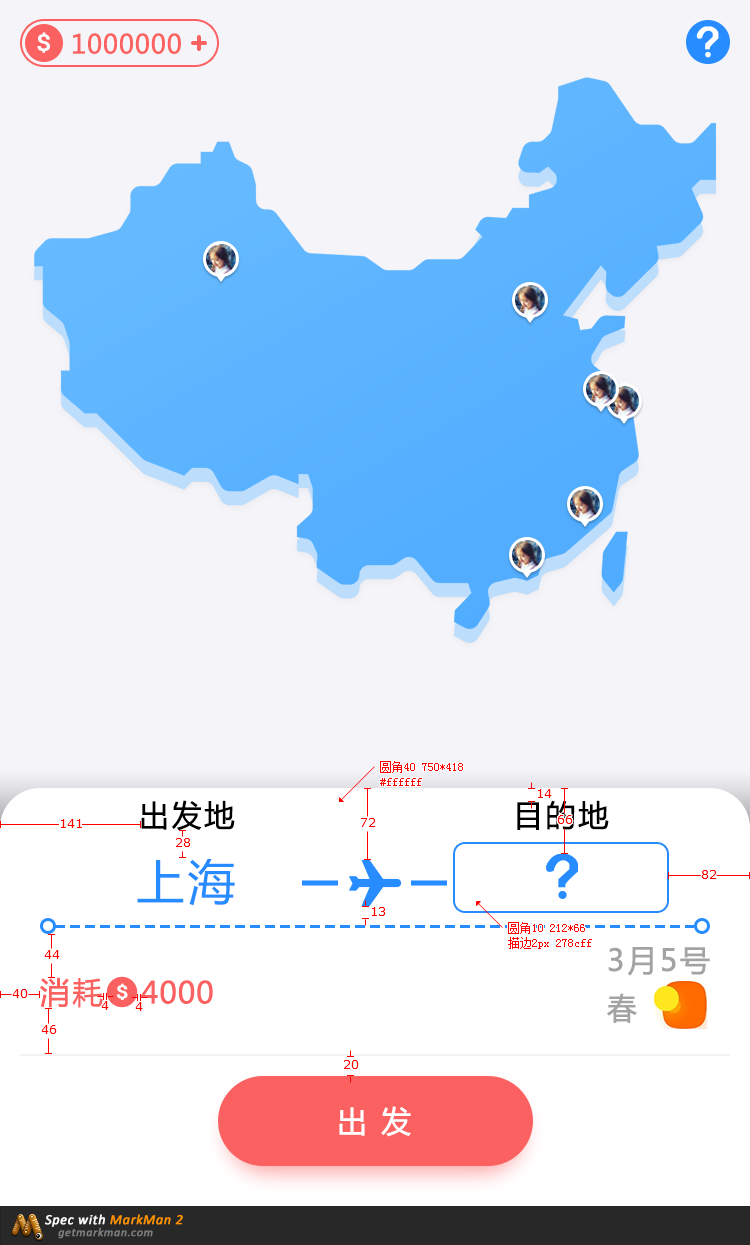 $ 1000000 +
?
圆角40 750*418
#ffffff
出发地
目的地
14
141
72
66
28
上海
?
82
13
圆角10 212*66
描边2px 278cff
44
3月5号
40
消耗 $ 4000
4
4
春
46
20
出 发
Spec with MarkMan 2
getmarkman.com